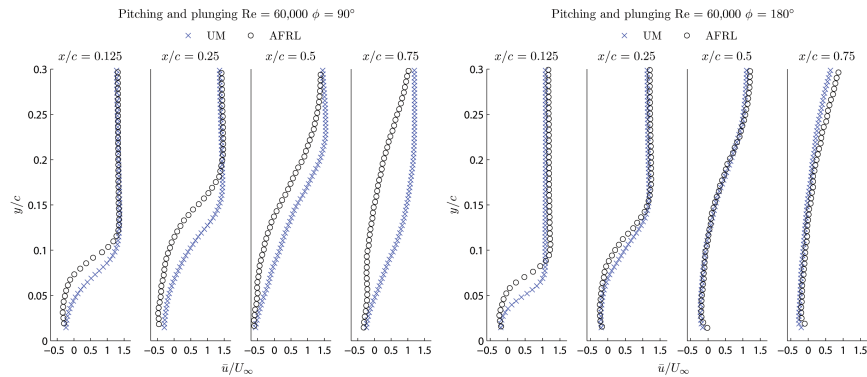 Pitching and plunging Re = 60,000 ϕ = 90°
× UM ○ AFRL
x/c = 0.125 x/c = 0.25 x/c = 0.5 x/c = 0.75
0.3
0.25
0.2
0.15
0.1
0.05
0
y/c
−0.5 0 0.5 1 1.5 −0.5 0 0.5 1 1.5 −0.5 0 0.5 1 1.5 −0.5 0 0.5 1 1.5
ū/U∞
Pitching and plunging Re = 60,000 ϕ = 180°
× UM ○ AFRL
x/c = 0.125 x/c = 0.25 x/c = 0.5 x/c = 0.75
0.3
0.25
0.2
0.15
0.1
0.05
0
y/c
−0.5 0 0.5 1 1.5 −0.5 0 0.5 1 1.5 −0.5 0 0.5 1 1.5 −0.5 0 0.5 1 1.5
ū/U∞